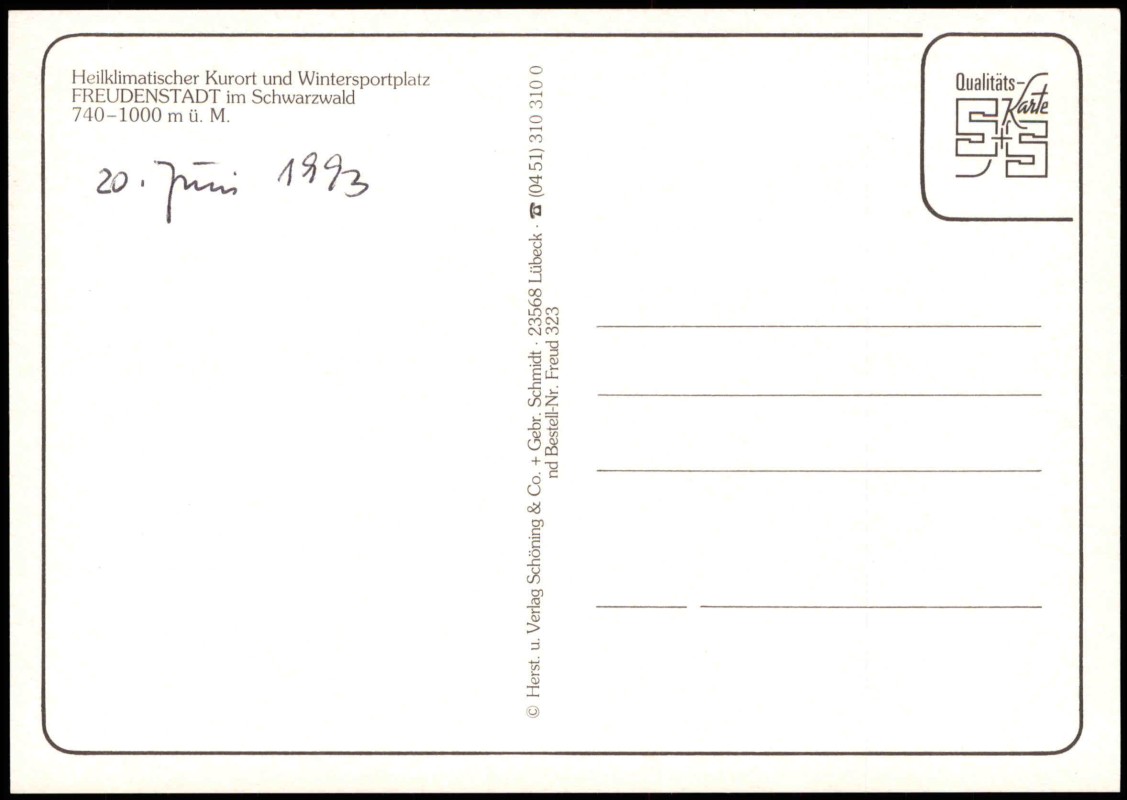 Heilklimatischer Kurort und Wintersportplatz
FREUDENSTADT im Schwarzwald
740–1000 m ü. M.
20. Juni 1993
© Herst. u. Verlag Schöning & Co. + Gebr. Schmidt · 23568 Lübeck · ☎ (04 51) 310 310 0
nd Bestell-Nr. Freud 323
Qualitäts-
Karte
S+S